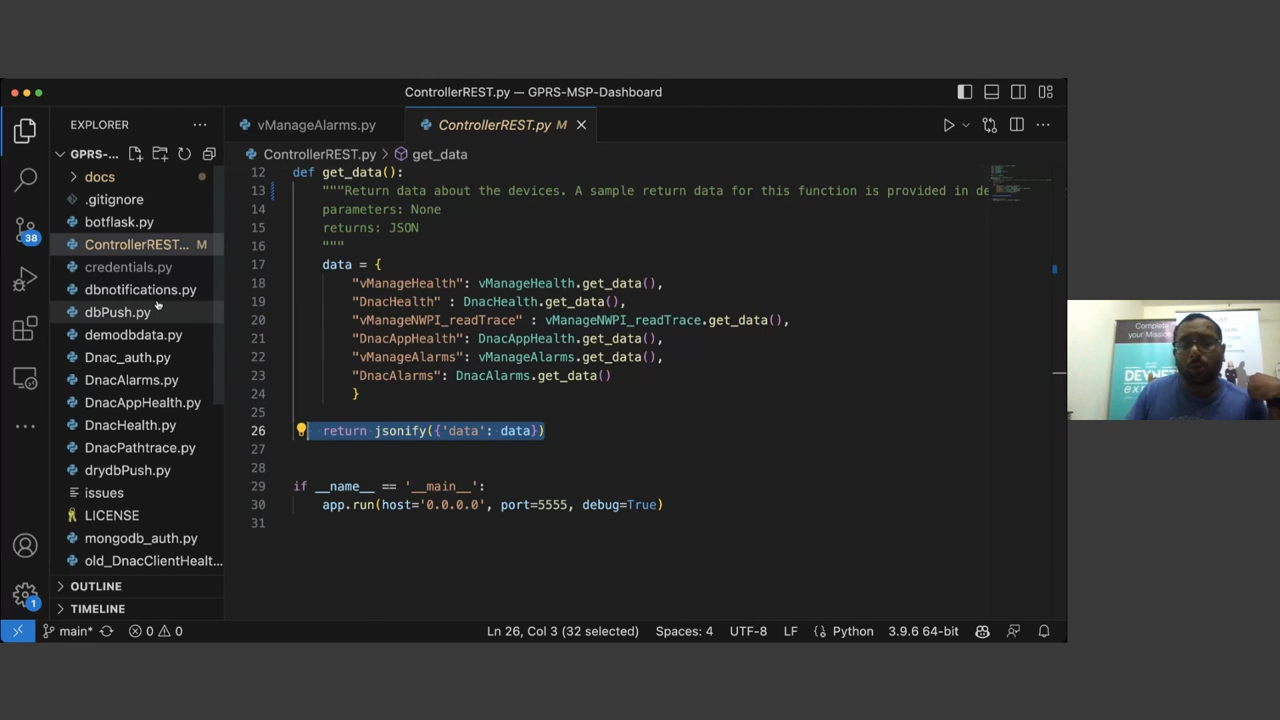 ControllerREST.py — GPRS-MSP-Dashboard
EXPLORER
GPRS-...
docs
.gitignore
botflask.py
ControllerREST... M
credentials.py
dbnotifications.py
dbPush.py
demodbdata.py
Dnac_auth.py
DnacAlarms.py
DnacAppHealth.py
DnacHealth.py
DnacPathtrace.py
drydbPush.py
issues
LICENSE
mongodb_auth.py
old_DnacClientHealt...
OUTLINE
TIMELINE
38
1
vManageAlarms.py
ControllerREST.py M
ControllerREST.py > get_data
12 def get_data():
13 """Return data about the devices. A sample return data for this function is provided in de
14 parameters: None
15 returns: JSON
16 """
17 data = {
18 "vManageHealth": vManageHealth.get_data(),
19 "DnacHealth" : DnacHealth.get_data(),
20 "vManageNWPI_readTrace" : vManageNWPI_readTrace.get_data(),
21 "DnacAppHealth": DnacAppHealth.get_data(),
22 "vManageAlarms": vManageAlarms.get_data(),
23 "DnacAlarms": DnacAlarms.get_data()
24 }
25
26 return jsonify({'data': data})
27
28
29 if __name__ == '__main__':
30 app.run(host='0.0.0.0', port=5555, debug=True)
31
main* 0 0 Ln 26, Col 3 (32 selected) Spaces: 4 UTF-8 LF Python 3.9.6 64-bit
Complete
your Mission